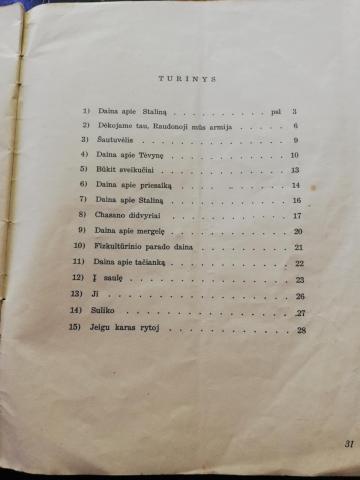 TURINYS
1) Daina apie Staliną . . . . . . . . . . psl 3
2) Dėkojame tau, Raudonoji mūs armija . . . . . 6
3) Šautuvėlis . . . . . . . . . . . . . . 9
4) Daina apie Tėvynę . . . . . . . . . . . 10
5) Būkit sveikučiai . . . . . . . . . . . . 13
6) Daina apie priesaiką . . . . . . . . . . 14
7) Daina apie Staliną . . . . . . . . . . . 16
8) Chasano didvyriai . . . . . . . . . . . 17
9) Daina apie mergelę . . . . . . . . . . . 20
10) Fizkultūrinio parado daina . . . . . . . . 21
11) Daina apie tačianką . . . . . . . . . . . 22
12) Į saulę . . . . . . . . . . . . . . . 23
13) Ji . . . . . . . . . . . . . . . . . 26
14) Suliko . . . . . . . . . . . . . . . 27
15) Jeigu karas rytoj . . . . . . . . . . . 28
31